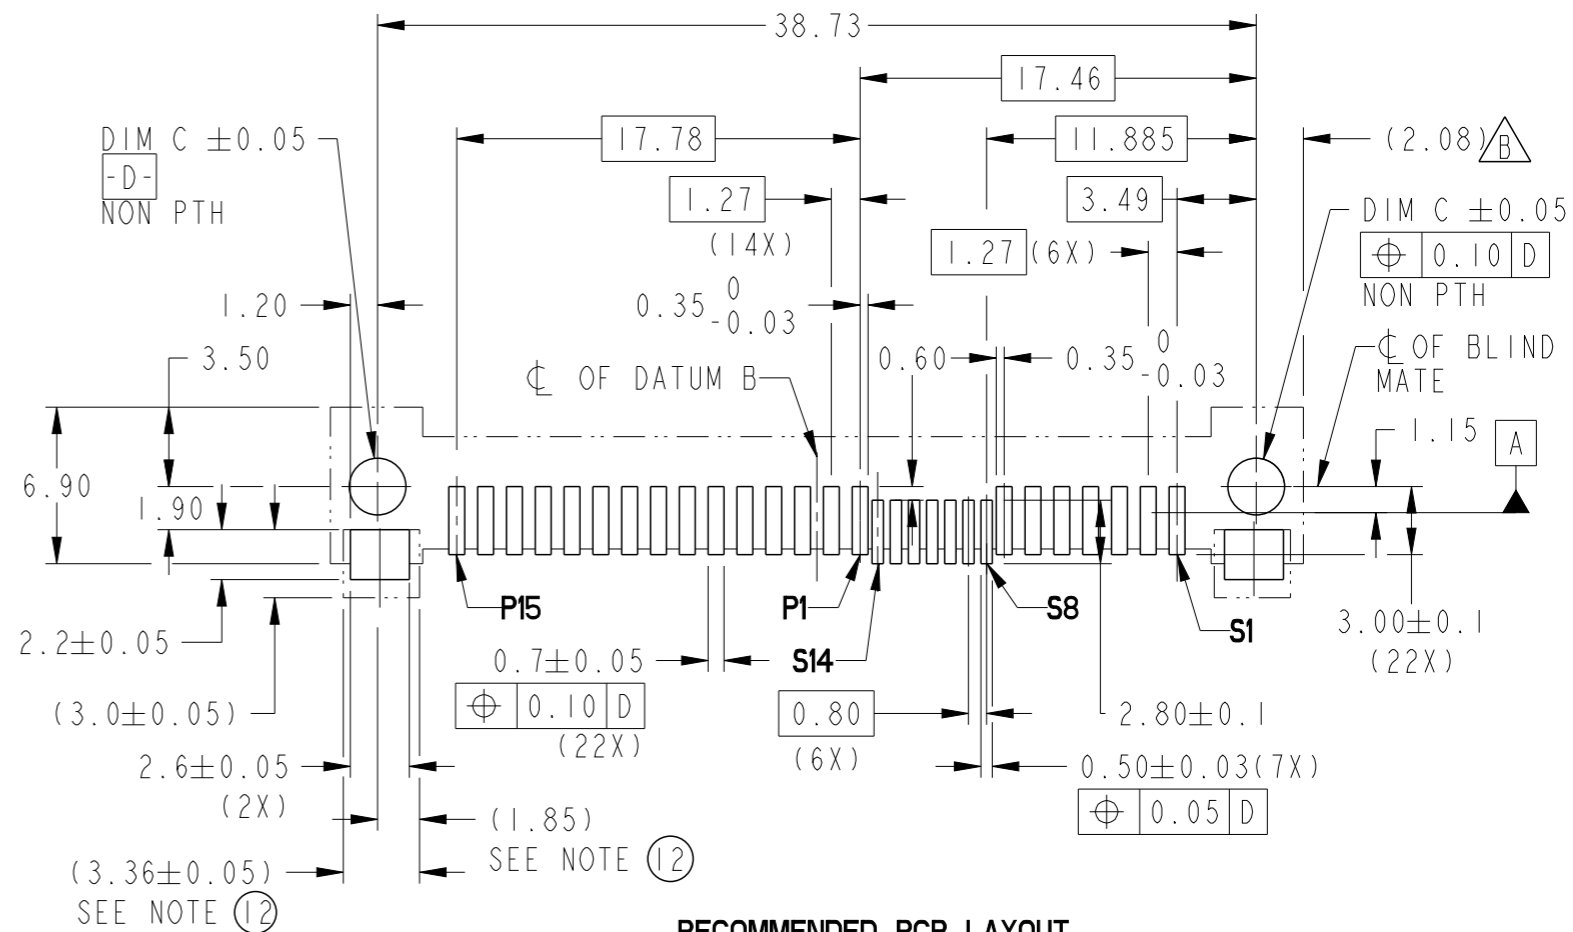 38.73
17.46
DIM C ±0.05
-D-
NON PTH
17.78
11.885
(2.08) B
1.27
(14X)
3.49
1.27 (6X)
DIM C ±0.05
⌖ 0.10 D
NON PTH
1.20
0.35 0 -0.03
3.50
℄ OF DATUM B
0.60
0.35 0 -0.03
℄ OF BLIND
MATE
1.15
A
6.90
1.90
P15
P1
S8
S1
2.2±0.05
0.7±0.05
S14
3.00±0.1
(22X)
(3.0±0.05)
⌖ 0.10 D
(22X)
0.80
(6X)
2.80±0.1
2.6±0.05
(2X)
0.50±0.03(7X)
⌖ 0.05 D
(1.85)
SEE NOTE 12
(3.36±0.05)
SEE NOTE 12
RECOMMENDED PCB LAYOUT